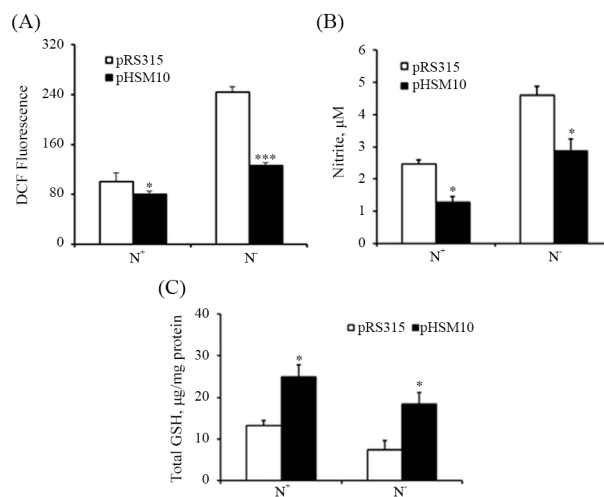 (A)
DCF Fluorescence
320
240
160
80
0
pRS315
pHSM10
*
***
N⁺
N⁻
(B)
Nitrite, µM
6
5
4
3
2
1
0
pRS315
pHSM10
*
*
N⁺
N⁻
(C)
Total GSH, µg/mg protein
40
30
20
10
0
pRS315 pHSM10
*
*
N⁺
N⁻